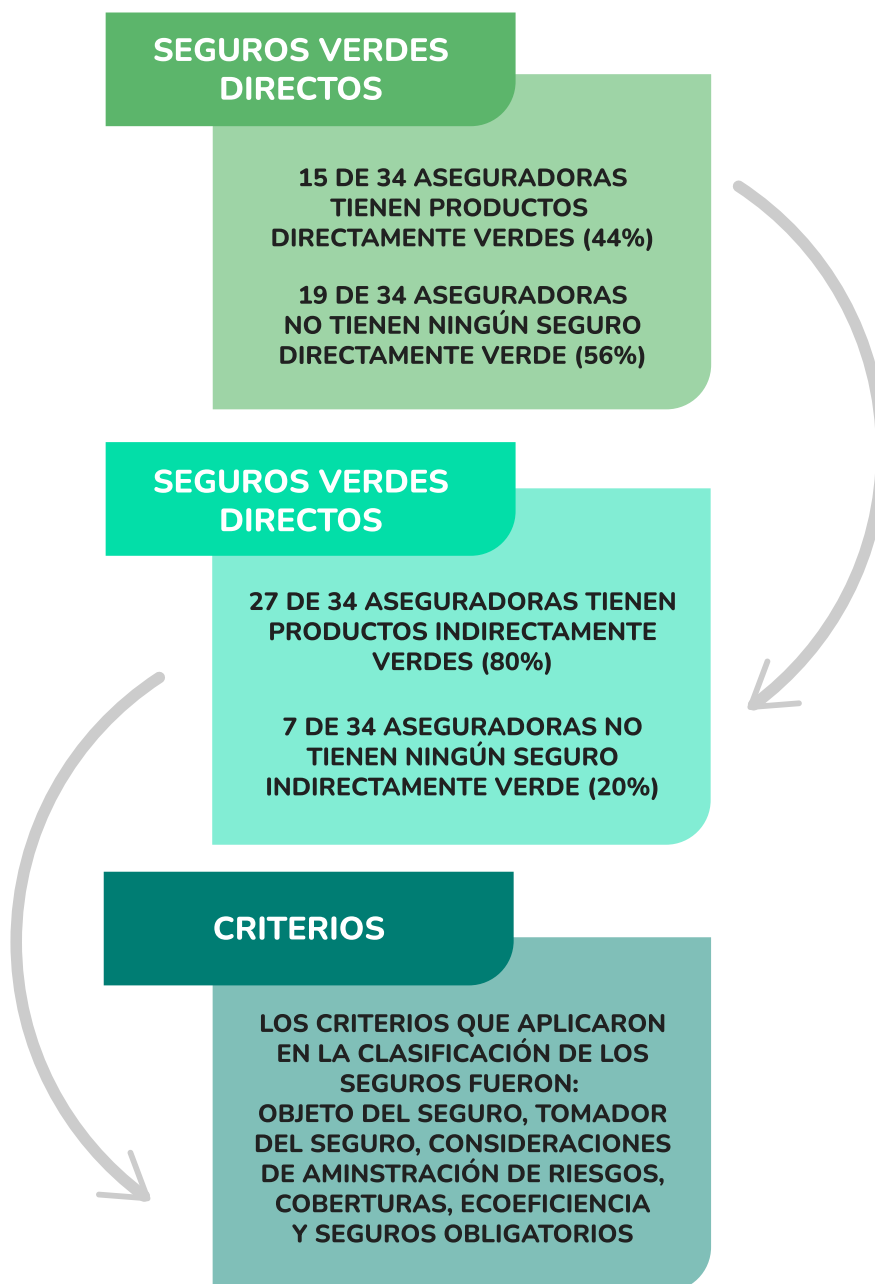 SEGUROS VERDES
DIRECTOS
15 DE 34 ASEGURADORAS
TIENEN PRODUCTOS
DIRECTAMENTE VERDES (44%)
19 DE 34 ASEGURADORAS
NO TIENEN NINGÚN SEGURO
DIRECTAMENTE VERDE (56%)
SEGUROS VERDES
DIRECTOS
27 DE 34 ASEGURADORAS TIENEN
PRODUCTOS INDIRECTAMENTE
VERDES (80%)
7 DE 34 ASEGURADORAS NO
TIENEN NINGÚN SEGURO
INDIRECTAMENTE VERDE (20%)
CRITERIOS
LOS CRITERIOS QUE APLICARON
EN LA CLASIFICACIÓN DE LOS
SEGUROS FUERON:
OBJETO DEL SEGURO, TOMADOR
DEL SEGURO, CONSIDERACIONES
DE AMINSTRACIÓN DE RIESGOS,
COBERTURAS, ECOEFICIENCIA
Y SEGUROS OBLIGATORIOS